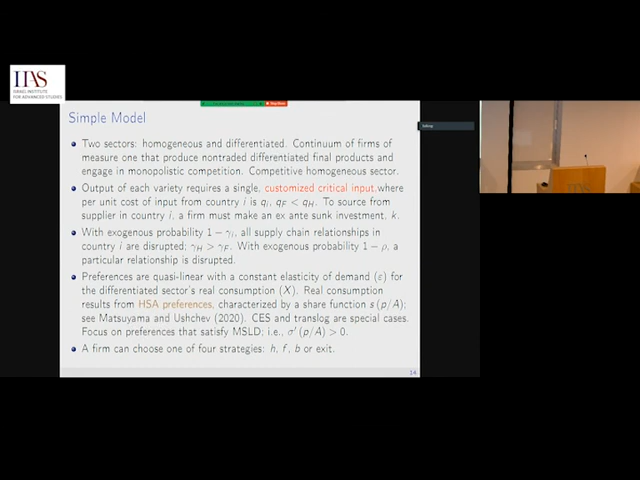 IIAS
ISRAEL INSTITUTE
FOR ADVANCED STUDIES
Simple Model
Two sectors: homogeneous and differentiated. Continuum of firms of
measure one that produce nontraded differentiated final products and
engage in monopolistic competition. Competitive homogeneous sector.
Output of each variety requires a single, customized critical input,where
per unit cost of input from country i is qᵢ, q_F < q_H. To source from
supplier in country i, a firm must make an ex ante sunk investment, k.
With exogenous probability 1 − γᵢ, all supply chain relationships in
country i are disrupted; γ_H > γ_F. With exogenous probability 1 − ρ, a
particular relationship is disrupted.
Preferences are quasi-linear with a constant elasticity of demand (ε) for
the differentiated sector's real consumption (X). Real consumption
results from HSA preferences, characterized by a share function s (p/A);
see Matsuyama and Ushchev (2020). CES and translog are special cases.
Focus on preferences that satisfy MSLD; i.e., σ′ (p/A) > 0.
A firm can choose one of four strategies: h, f, b or exit.
14